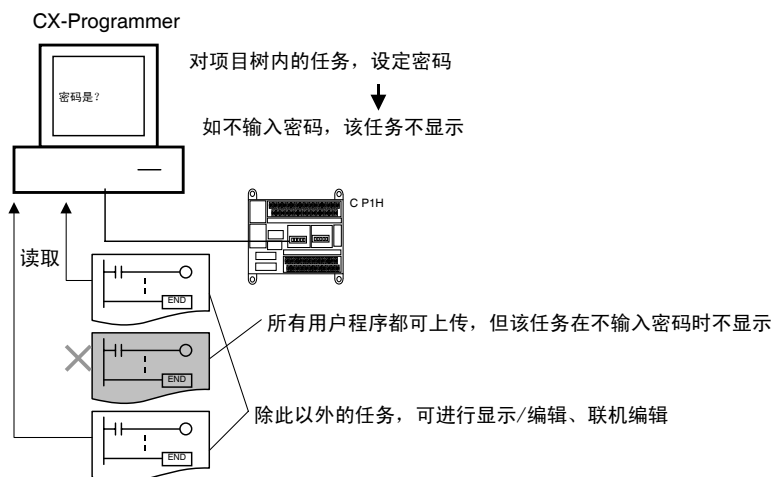 CX-Programmer
对项目树内的任务，设定密码
密码是？
如不输入密码，该任务不显示
C P1H
读取
END
所有用户程序都可上传，但该任务在不输入密码时不显示
END
除此以外的任务，可进行显示/编辑、联机编辑
END